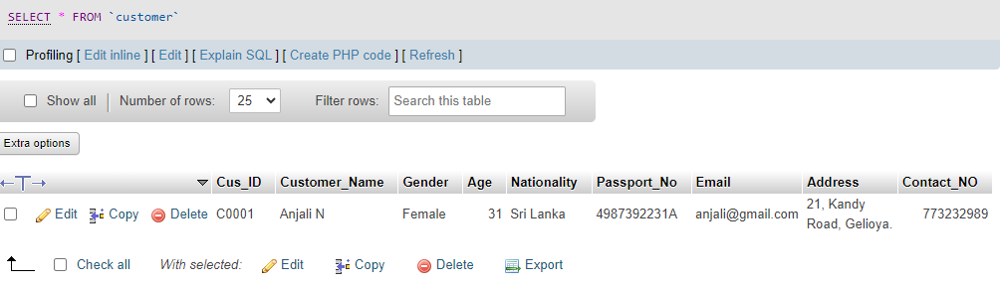 SELECT * FROM `customer`
Profiling [ Edit inline ] [ Edit ] [ Explain SQL ] [ Create PHP code ] [ Refresh ]
Show all Number of rows: 25 Filter rows: Search this table
Extra options
Cus_ID Customer_Name Gender Age Nationality Passport_No Email Address Contact_NO
Edit Copy Delete C0001 Anjali N Female 31 Sri Lanka 4987392231A anjali@gmail.com 21, Kandy 773232989
Road, Gelioya.
Check all With selected: Edit Copy Delete Export